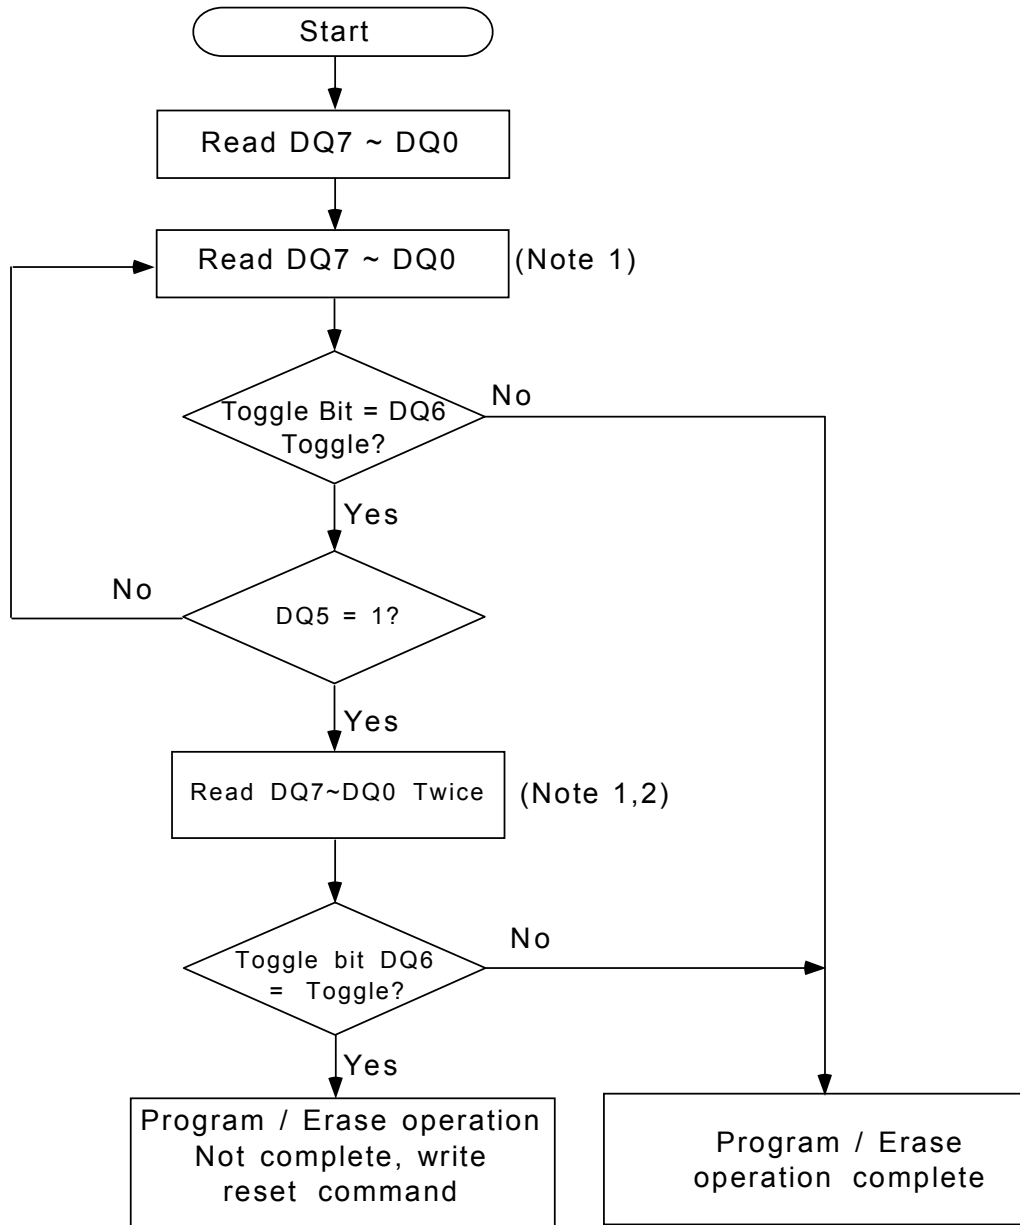 Start
Read DQ7 ~ DQ0
Read DQ7 ~ DQ0 (Note 1)
Toggle Bit = DQ6
Toggle?
No
Yes
No
DQ5 = 1?
Yes
Read DQ7~DQ0 Twice (Note 1,2)
Toggle bit DQ6
= Toggle?
No
Yes
Program / Erase operation
Not complete, write
reset command
Program / Erase
operation complete